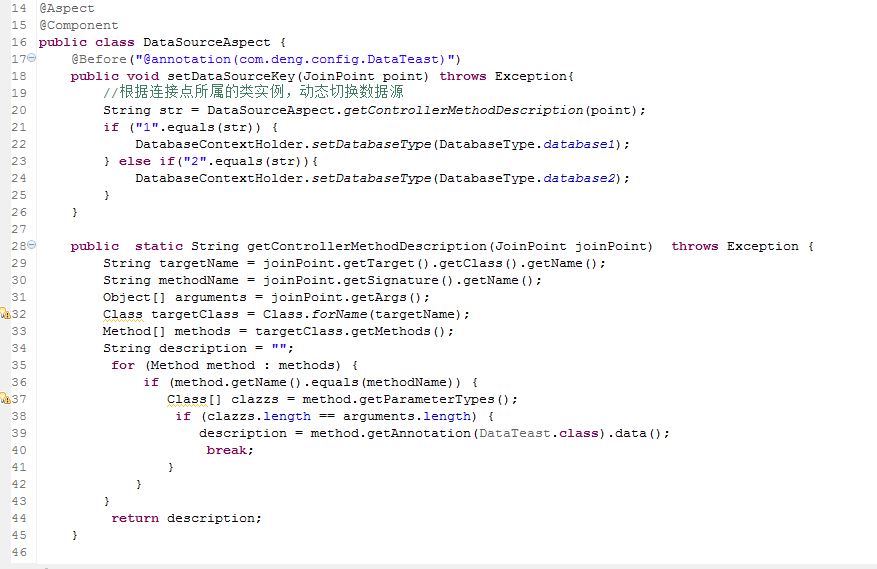 14 @Aspect
15 @Component
16 public class DataSourceAspect {
17 @Before("@annotation(com.deng.config.DataTeast)")
18 public void setDataSourceKey(JoinPoint point) throws Exception{
19 //根据连接点所属的类实例，动态切换数据源
20 String str = DataSourceAspect.getControllerMethodDescription(point);
21 if ("1".equals(str)) {
22 DatabaseContextHolder.setDatabaseType(DatabaseType.database1);
23 } else if("2".equals(str)){
24 DatabaseContextHolder.setDatabaseType(DatabaseType.database2);
25 }
26 }
27
28 public static String getControllerMethodDescription(JoinPoint joinPoint) throws Exception {
29 String targetName = joinPoint.getTarget().getClass().getName();
30 String methodName = joinPoint.getSignature().getName();
31 Object[] arguments = joinPoint.getArgs();
32 Class targetClass = Class.forName(targetName);
33 Method[] methods = targetClass.getMethods();
34 String description = "";
35 for (Method method : methods) {
36 if (method.getName().equals(methodName)) {
37 Class[] clazzs = method.getParameterTypes();
38 if (clazzs.length == arguments.length) {
39 description = method.getAnnotation(DataTeast.class).data();
40 break;
41 }
42 }
43 }
44 return description;
45 }
46